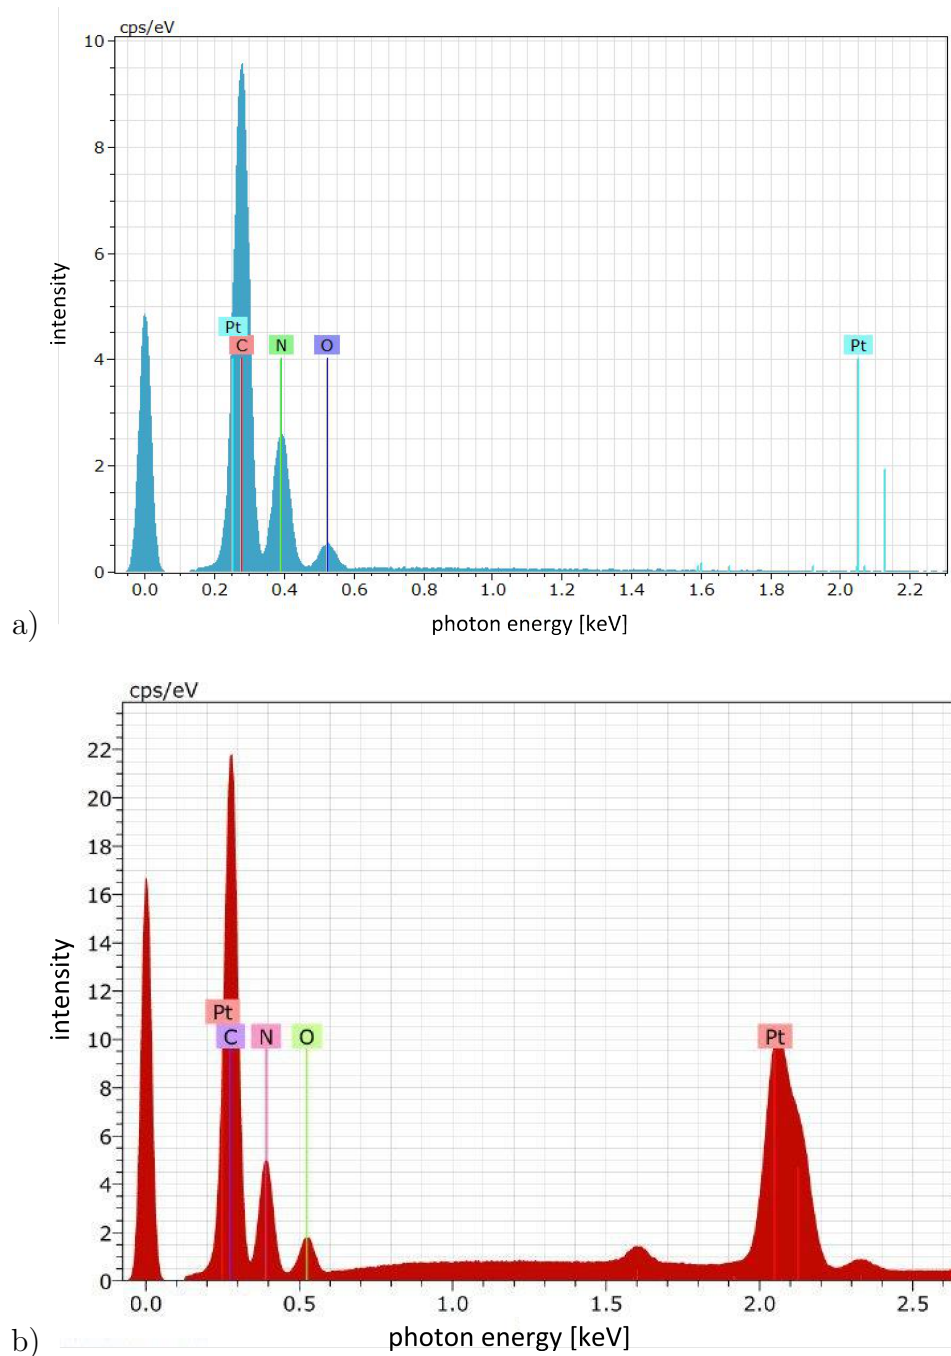 cps/eV
10
8
6
4
2
0
intensity
Pt
C N O
Pt
0.0 0.2 0.4 0.6 0.8 1.0 1.2 1.4 1.6 1.8 2.0 2.2
photon energy [keV]
a)
cps/eV
22
20
18
16
14
12
10
8
6
4
2
0
intensity
Pt
C N O
Pt
0.0 0.5 1.0 1.5 2.0 2.5
photon energy [keV]
b)